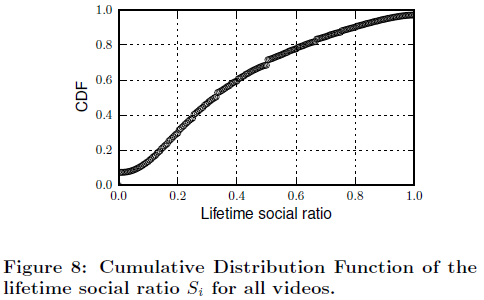 1.0
0.8
0.6
0.4
0.2
0.0
CDF
0.0 0.2 0.4 0.6 0.8 1.0
Lifetime social ratio
Figure 8: Cumulative Distribution Function of the
lifetime social ratio Si for all videos.